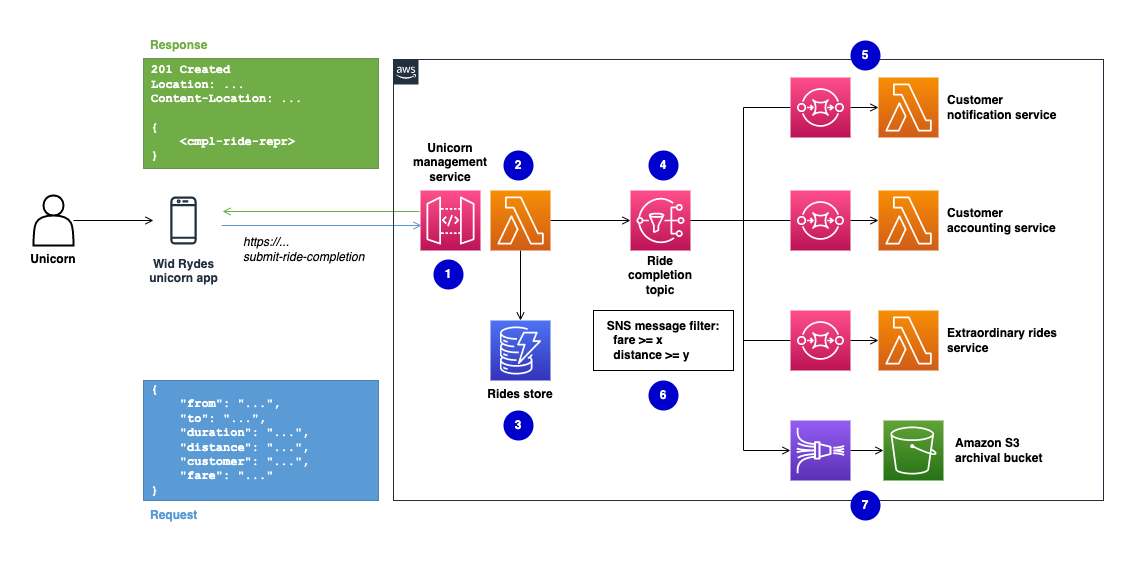 Response
201 Created
Location: ...
Content-Location: ...
{
<cmpl-ride-repr>
}
Unicorn
Wid Rydes
unicorn app
https://...
submit-ride-completion
{
"from": "...",
"to": "...",
"duration": "...",
"distance": "...",
"customer": "...",
"fare": "..."
}
Request
aws
Unicorn
management
service
1
2
Rides store
3
4
Ride
completion
topic
SNS message filter:
fare >= x
distance >= y
6
5
Customer
notification service
Customer
accounting service
Extraordinary rides
service
Amazon S3
archival bucket
7